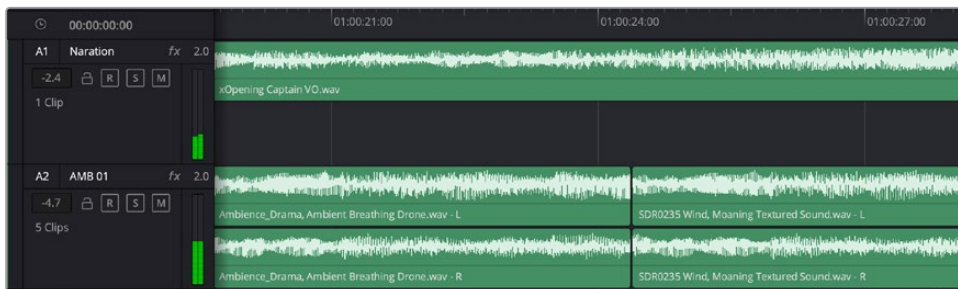 00:00:00:00 01:00:21:00 01:00:24:00 01:00:27:00
A1 Naration fx 2.0
-2.4 R S M
xOpening Captain VO.wav
1 Clip
A2 AMB 01 fx 2.0
-4.7 R S M
Ambience_Drama, Ambient Breathing Drone.wav - L SDR0235 Wind, Moaning Textured Sound.wav - L
5 Clips
Ambience_Drama, Ambient Breathing Drone.wav - R SDR0235 Wind, Moaning Textured Sound.wav - R